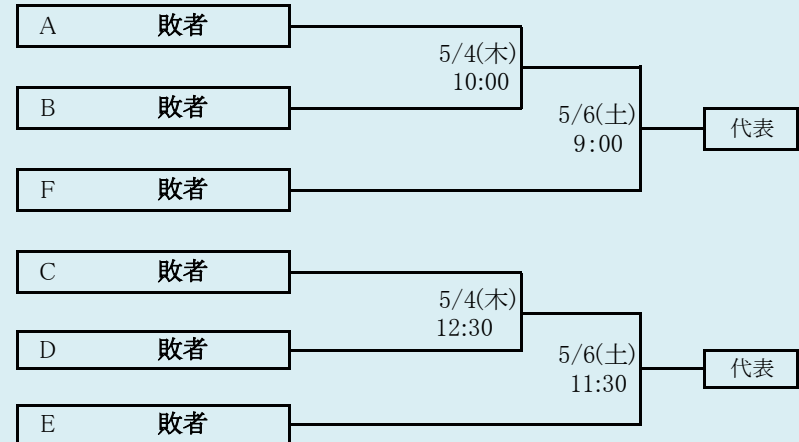 A 敗者
5/4(木)
10:00
B 敗者
5/6(土)
9:00
代表
F 敗者
C 敗者
5/4(木)
12:30
D 敗者
5/6(土)
11:30
代表
E 敗者